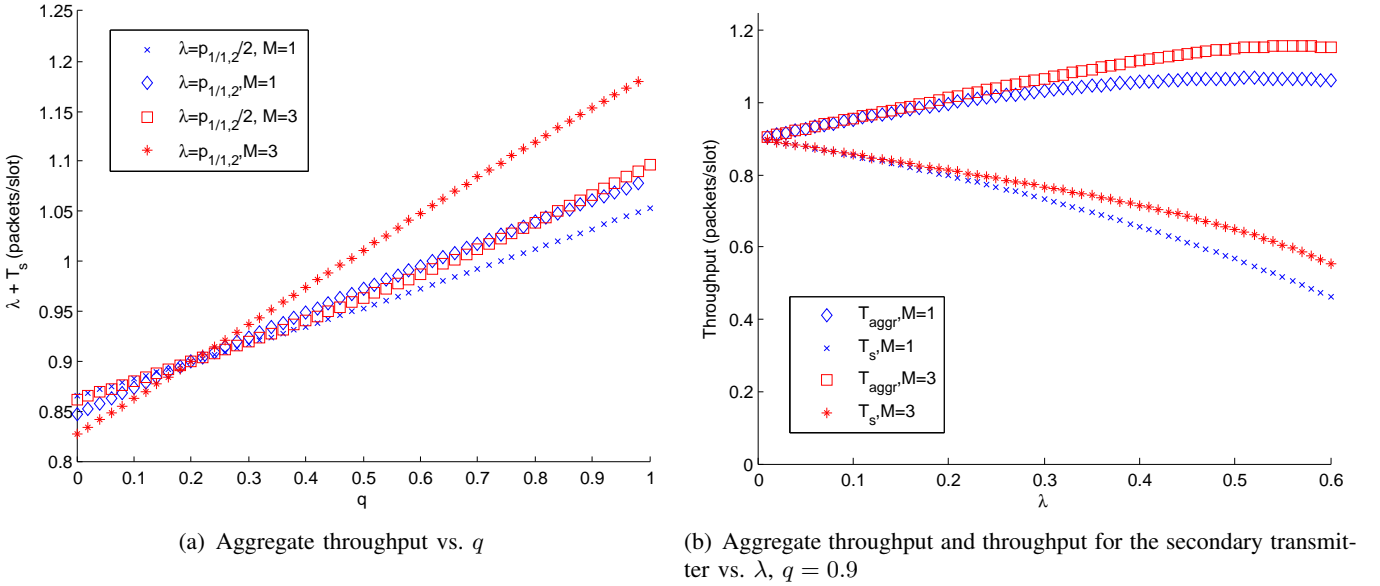 1.25
1.2
1.15
1.1
1.05
1
0.95
0.9
0.85
0.8
λ + T_s (packets/slot)
λ=p_{1/1,2}/2, M=1
λ=p_{1/1,2},M=1
λ=p_{1/1,2}/2, M=3
λ=p_{1/1,2},M=3
0 0.1 0.2 0.3 0.4 0.5 0.6 0.7 0.8 0.9 1
q
(a) Aggregate throughput vs. q
1.2
1
0.8
0.6
0.4
0.2
0
Throughput (packets/slot)
T_{aggr},M=1
T_s,M=1
T_{aggr},M=3
T_s,M=3
0 0.1 0.2 0.3 0.4 0.5 0.6
λ
(b) Aggregate throughput and throughput for the secondary transmit-
ter vs. λ, q = 0.9